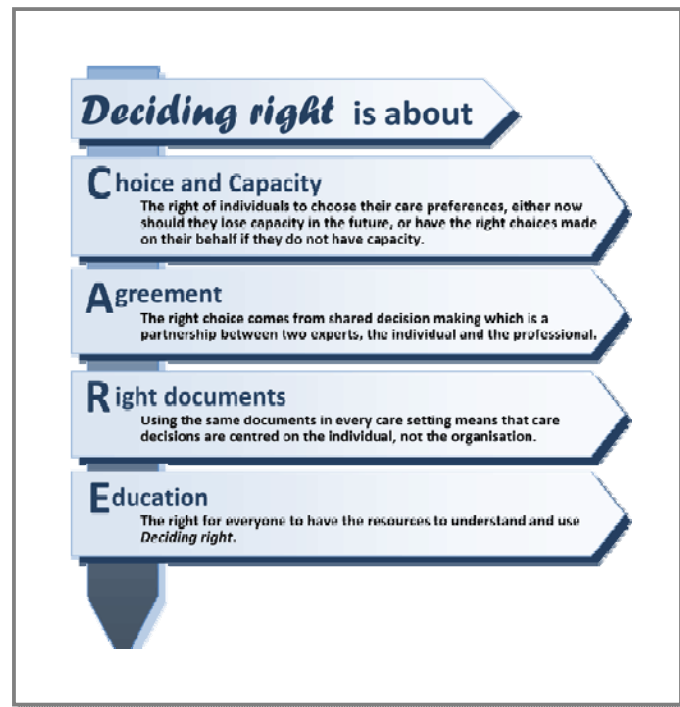 Deciding right is about
Choice and Capacity
The right of individuals to choose their care preferences, either now
should they lose capacity in the future, or have the right choices made
on their behalf if they do not have capacity.
Agreement
The right choice comes from shared decision making which is a
partnership between two experts, the individual and the professional.
Right documents
Using the same documents in every care setting means that care
decisions are centred on the individual, not the organisation.
Education
The right for everyone to have the resources to understand and use
Deciding right.